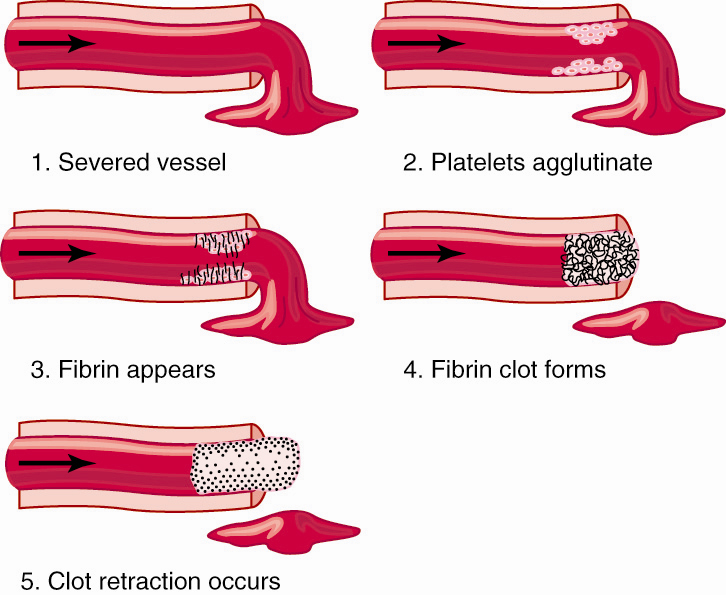 1. Severed vessel
2. Platelets agglutinate
3. Fibrin appears
4. Fibrin clot forms
5. Clot retraction occurs